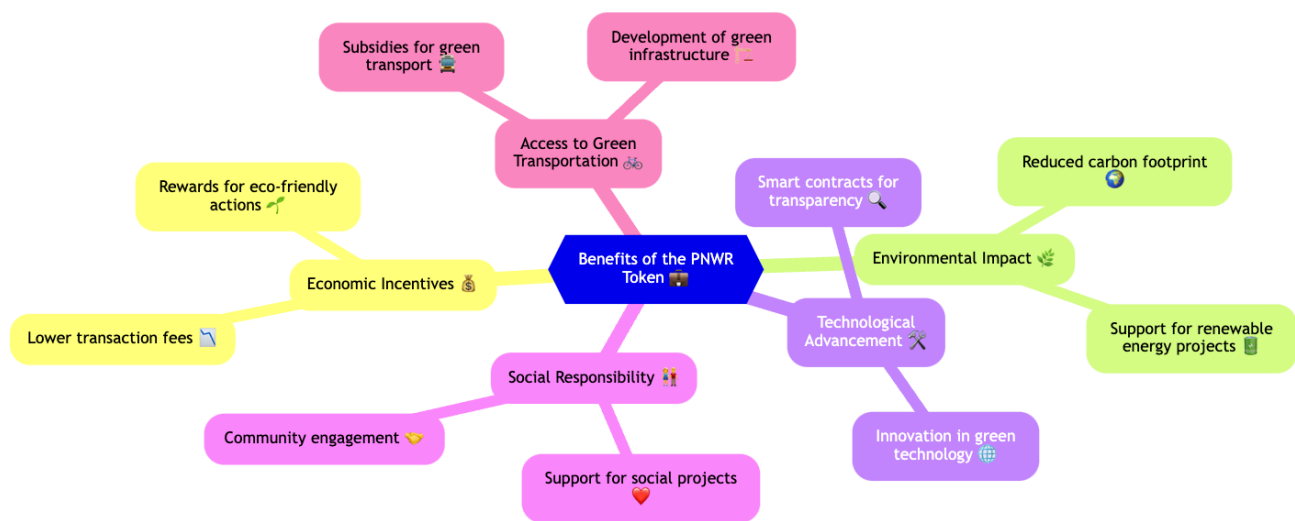 Subsidies for green
transport 🚊
Development of green
infrastructure 🏗️
Access to Green
Transportation 🚲
Rewards for eco-friendly
actions 🌱
Economic Incentives 💰
Lower transaction fees 📉
Benefits of the PNWR
Token 💼
Smart contracts for
transparency 🔍
Reduced carbon footprint
🌍
Environmental Impact 🌿
Technological
Advancement 🛠️
Support for renewable
energy projects 🔋
Social Responsibility 👫
Community engagement 🤝
Support for social projects
❤️
Innovation in green
technology 🌐